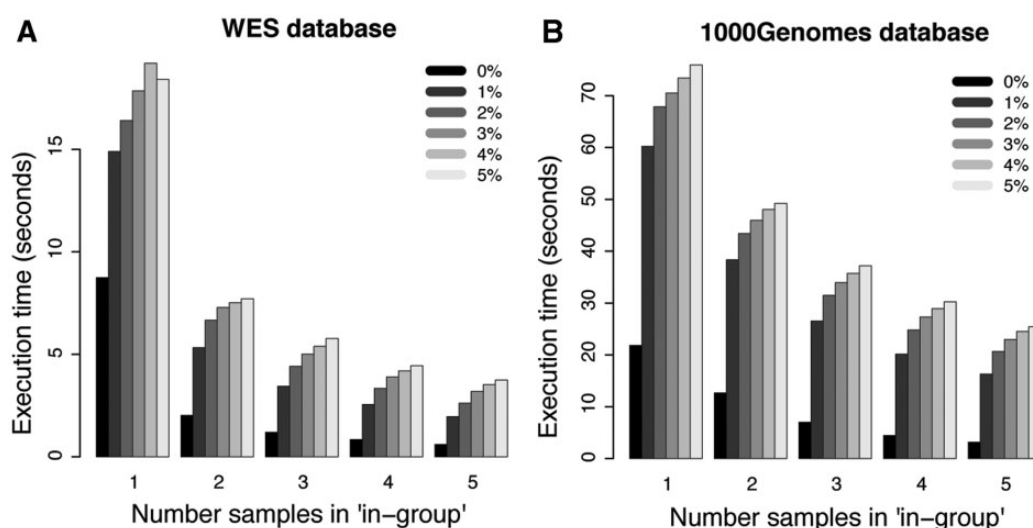 A
WES database
Execution time (seconds)
15
10
5
0
0%
1%
2%
3%
4%
5%
1 2 3 4 5
Number samples in 'in-group'
B
1000Genomes database
Execution time (seconds)
70
60
50
40
30
20
10
0
0%
1%
2%
3%
4%
5%
1 2 3 4 5
Number samples in 'in-group'